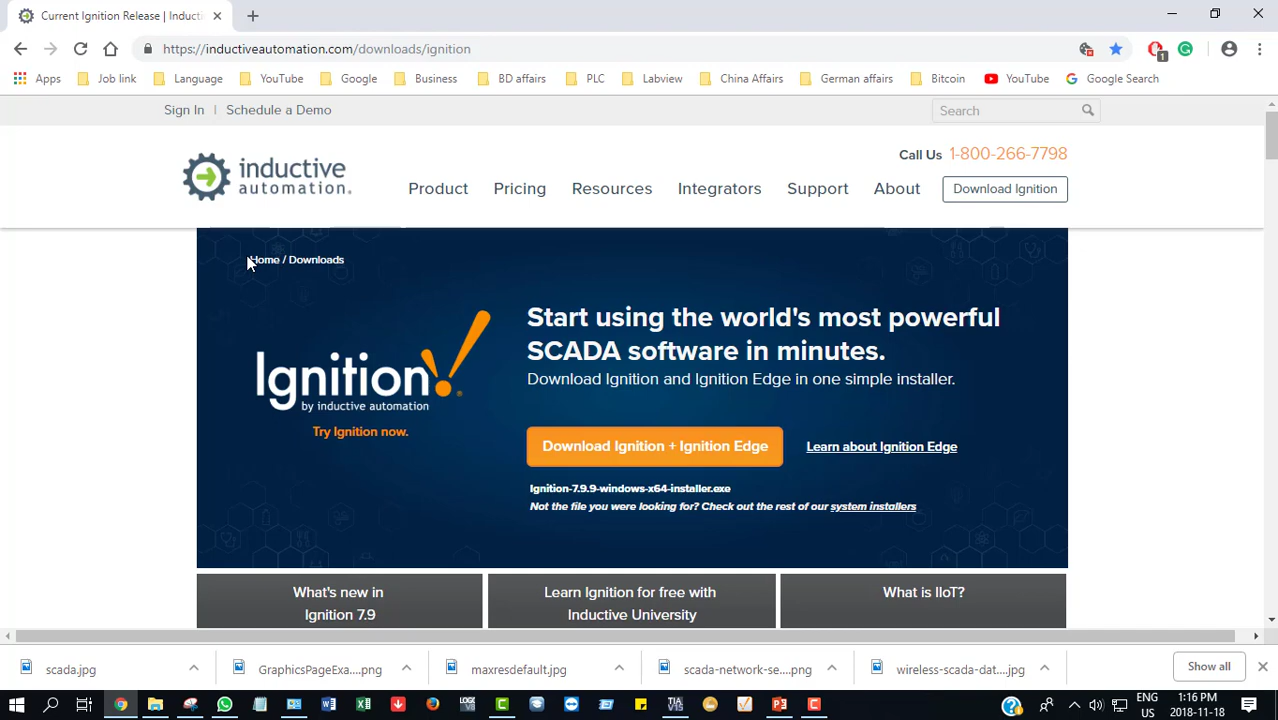 Current Ignition Release | Inducti
https://inductiveautomation.com/downloads/ignition
1
Apps
Job link
Language
YouTube
Google
Business
BD affairs
PLC
Labview
China Affairs
German affairs
Bitcoin
YouTube
Google Search
Sign In | Schedule a Demo
Search
inductive
automation.
Call Us 1-800-266-7798
Product
Pricing
Resources
Integrators
Support
About
Download Ignition
Home / Downloads
Ignition!
by inductive automation
Try Ignition now.
Start using the world's most powerful
SCADA software in minutes.
Download Ignition and Ignition Edge in one simple installer.
Download Ignition + Ignition Edge
Learn about Ignition Edge
Ignition-7.9.9-windows-x64-installer.exe
Not the file you were looking for? Check out the rest of our system installers
What's new in
Ignition 7.9
Learn Ignition for free with
Inductive University
What is IIoT?
scada.jpg
GraphicsPageExa....png
maxresdefault.jpg
scada-network-se....png
wireless-scada-dat....jpg
Show all
ENG
US
1:16 PM
2018-11-18